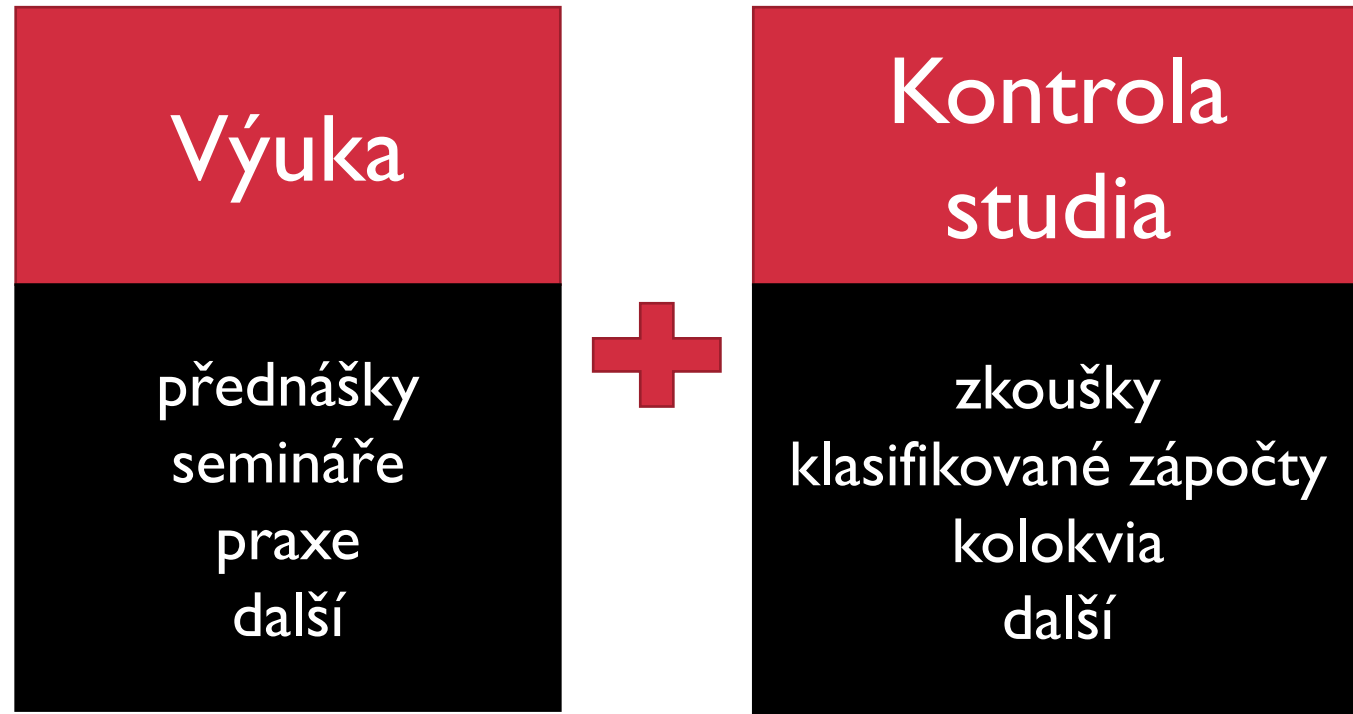 Výuka
přednášky
semináře
praxe
další
Kontrola
studia
zkoušky
klasifikované zápočty
kolokvia
další